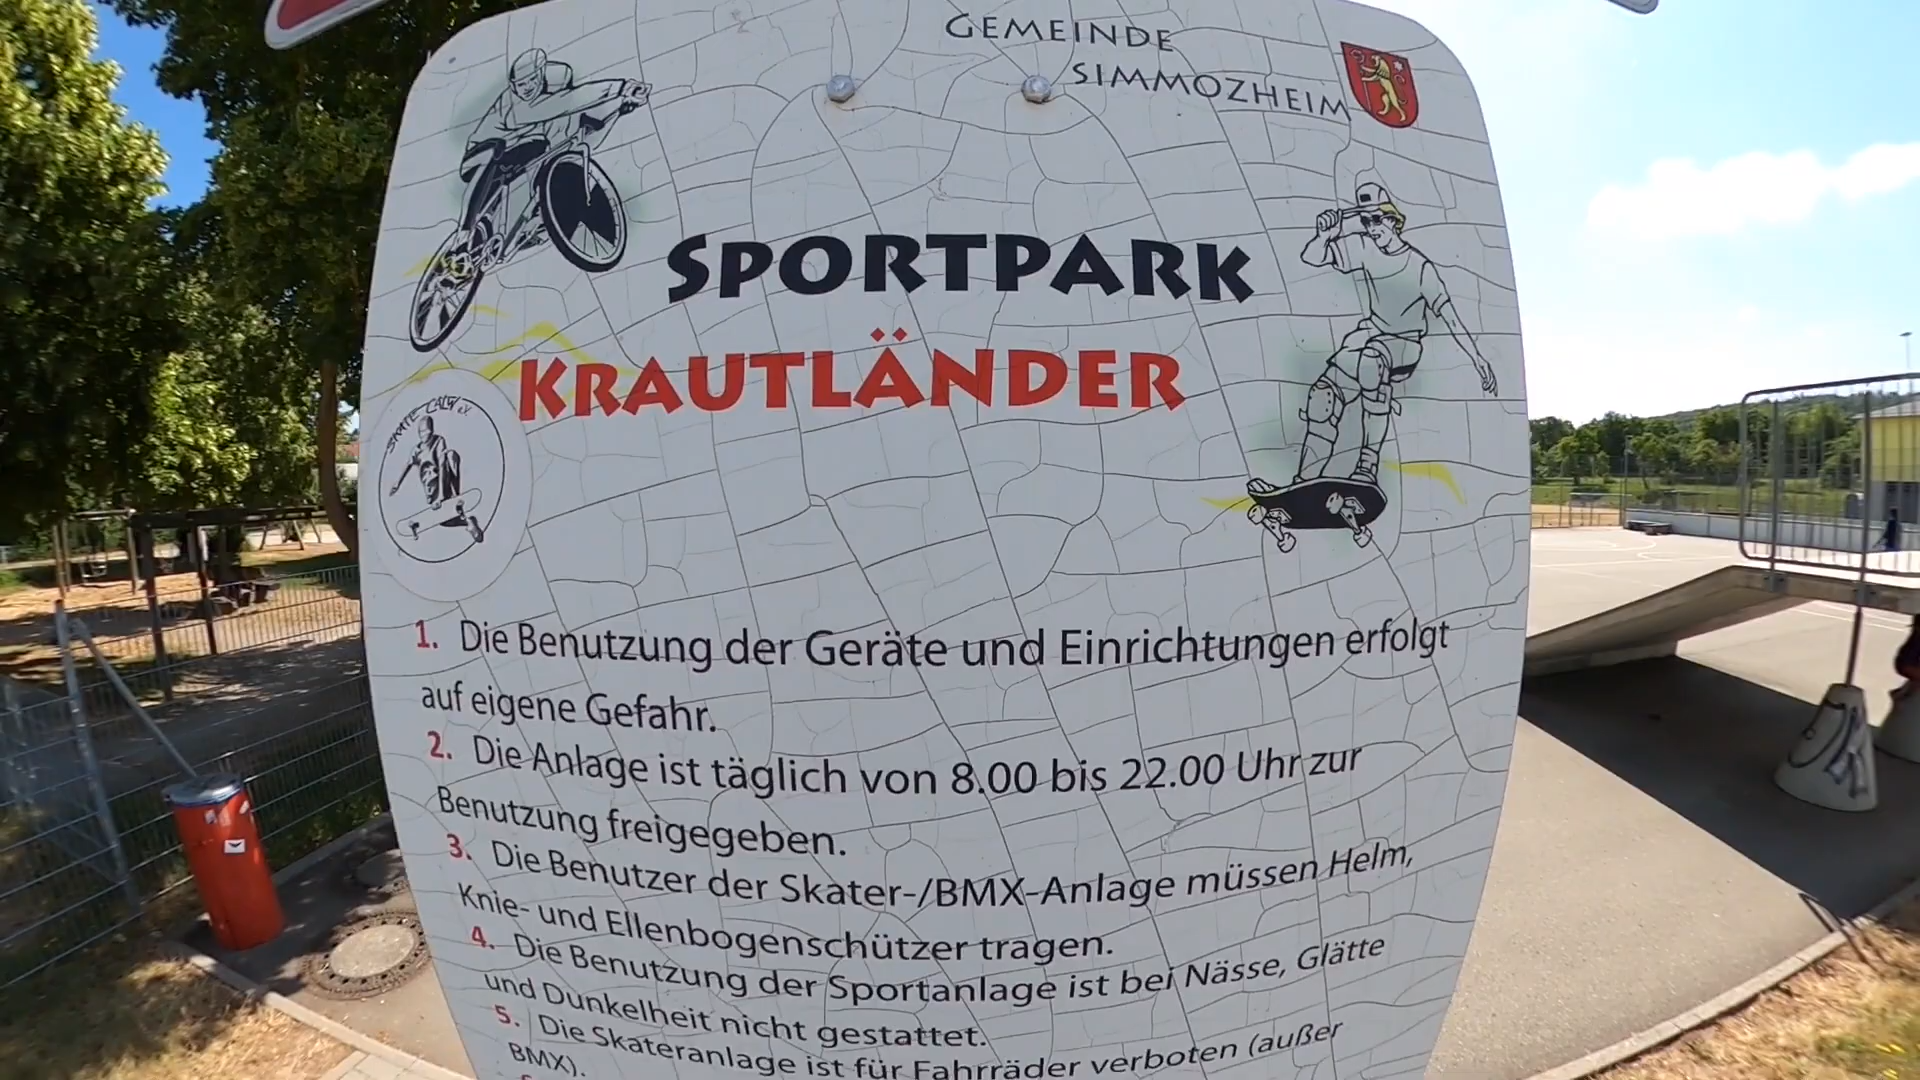 GEMEINDE
SIMMOZHEIM
SPORTPARK
KRAUTLÄNDER
SKATE CALW e.V.
1. Die Benutzung der Geräte und Einrichtungen erfolgt
auf eigene Gefahr.
2. Die Anlage ist täglich von 8.00 bis 22.00 Uhr zur
Benutzung freigegeben.
3. Die Benutzer der Skater-/BMX-Anlage müssen Helm,
Knie- und Ellenbogenschützer tragen.
4. Die Benutzung der Sportanlage ist bei Nässe, Glätte
und Dunkelheit nicht gestattet.
5. Die Skateranlage ist für Fahrräder verboten (außer
BMX).